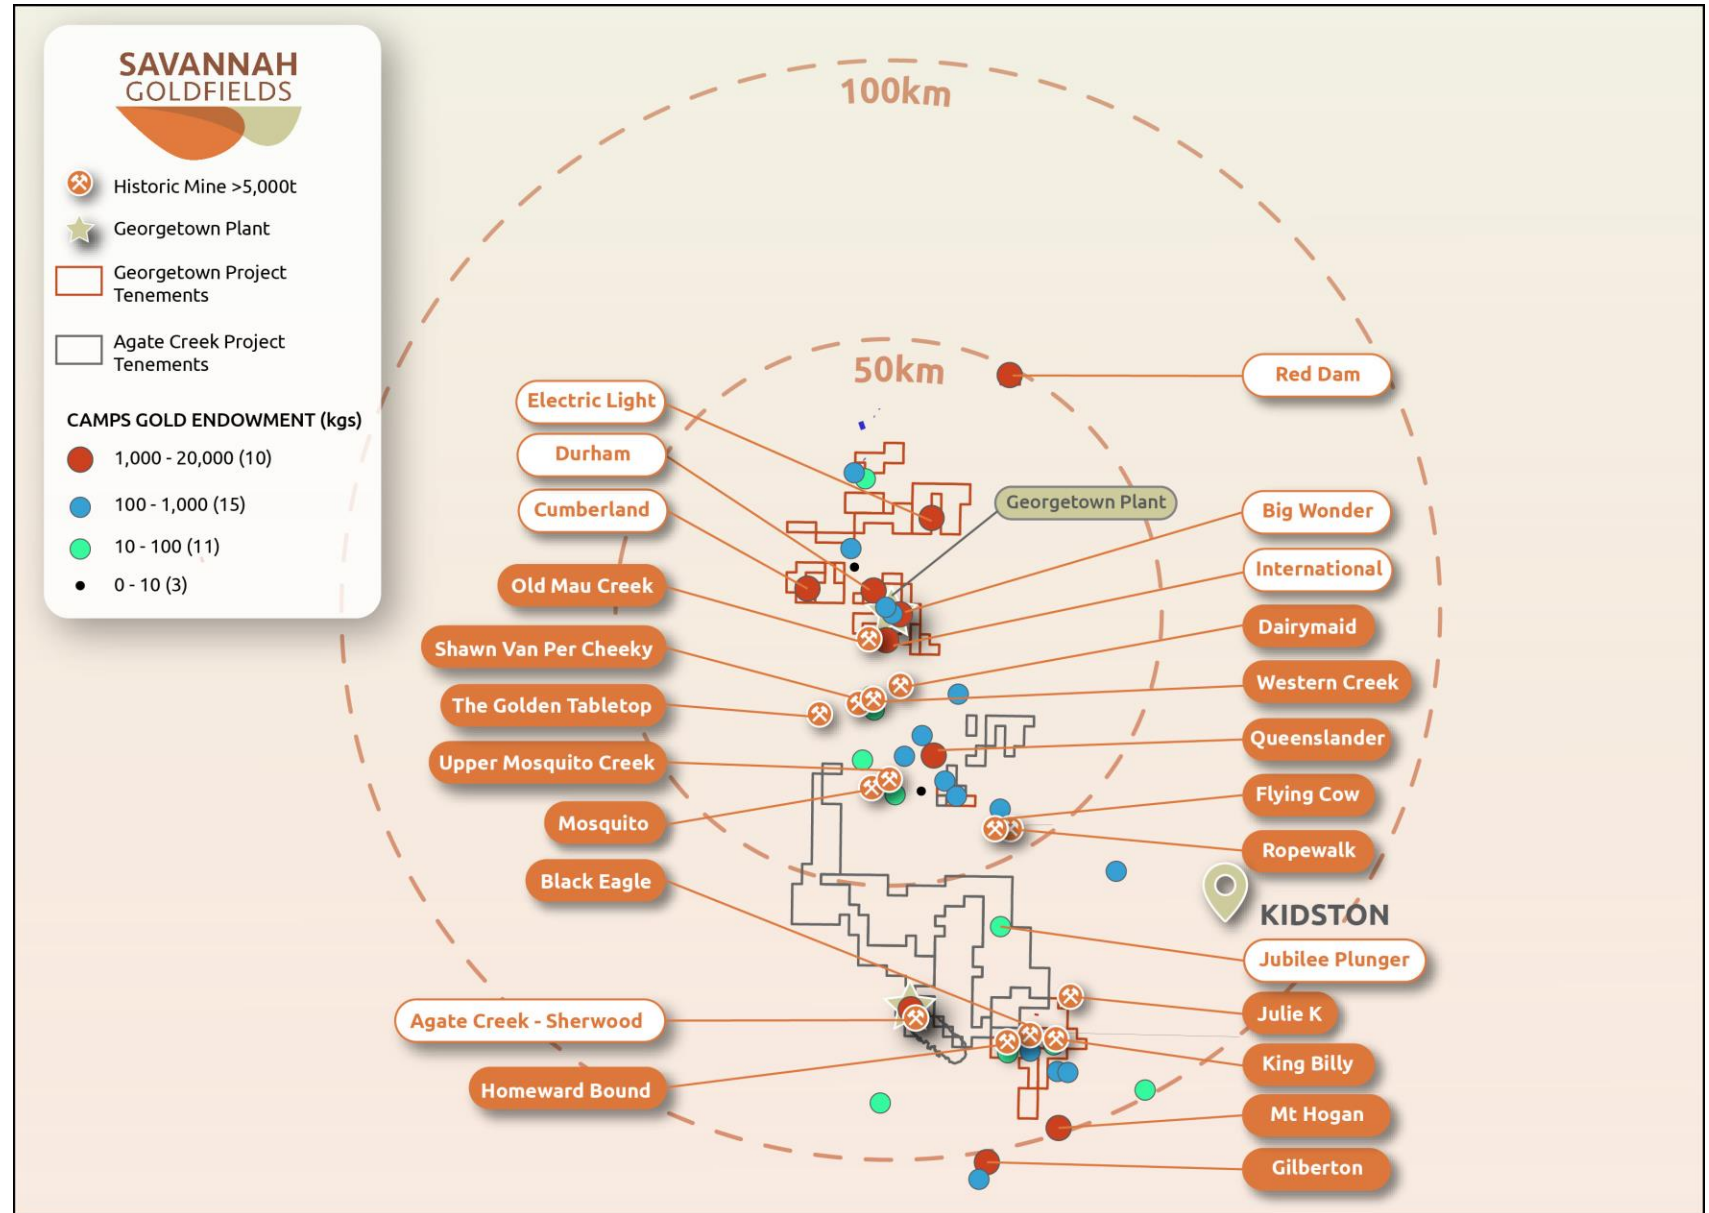 SAVANNAH
GOLDFIELDS
Historic Mine >5,000t
Georgetown Plant
Georgetown Project
Tenements
Agate Creek Project
Tenements
CAMPS GOLD ENDOWMENT (kgs)
1,000 - 20,000 (10)
100 - 1,000 (15)
10 - 100 (11)
0 - 10 (3)
100km
50km
Electric Light
Durham
Cumberland
Old Mau Creek
Shawn Van Per Cheeky
The Golden Tabletop
Upper Mosquito Creek
Mosquito
Black Eagle
Agate Creek - Sherwood
Homeward Bound
Georgetown Plant
Red Dam
Big Wonder
International
Dairymaid
Western Creek
Queenslander
Flying Cow
Ropewalk
KIDSTON
Jubilee Plunger
Julie K
King Billy
Mt Hogan
Gilberton